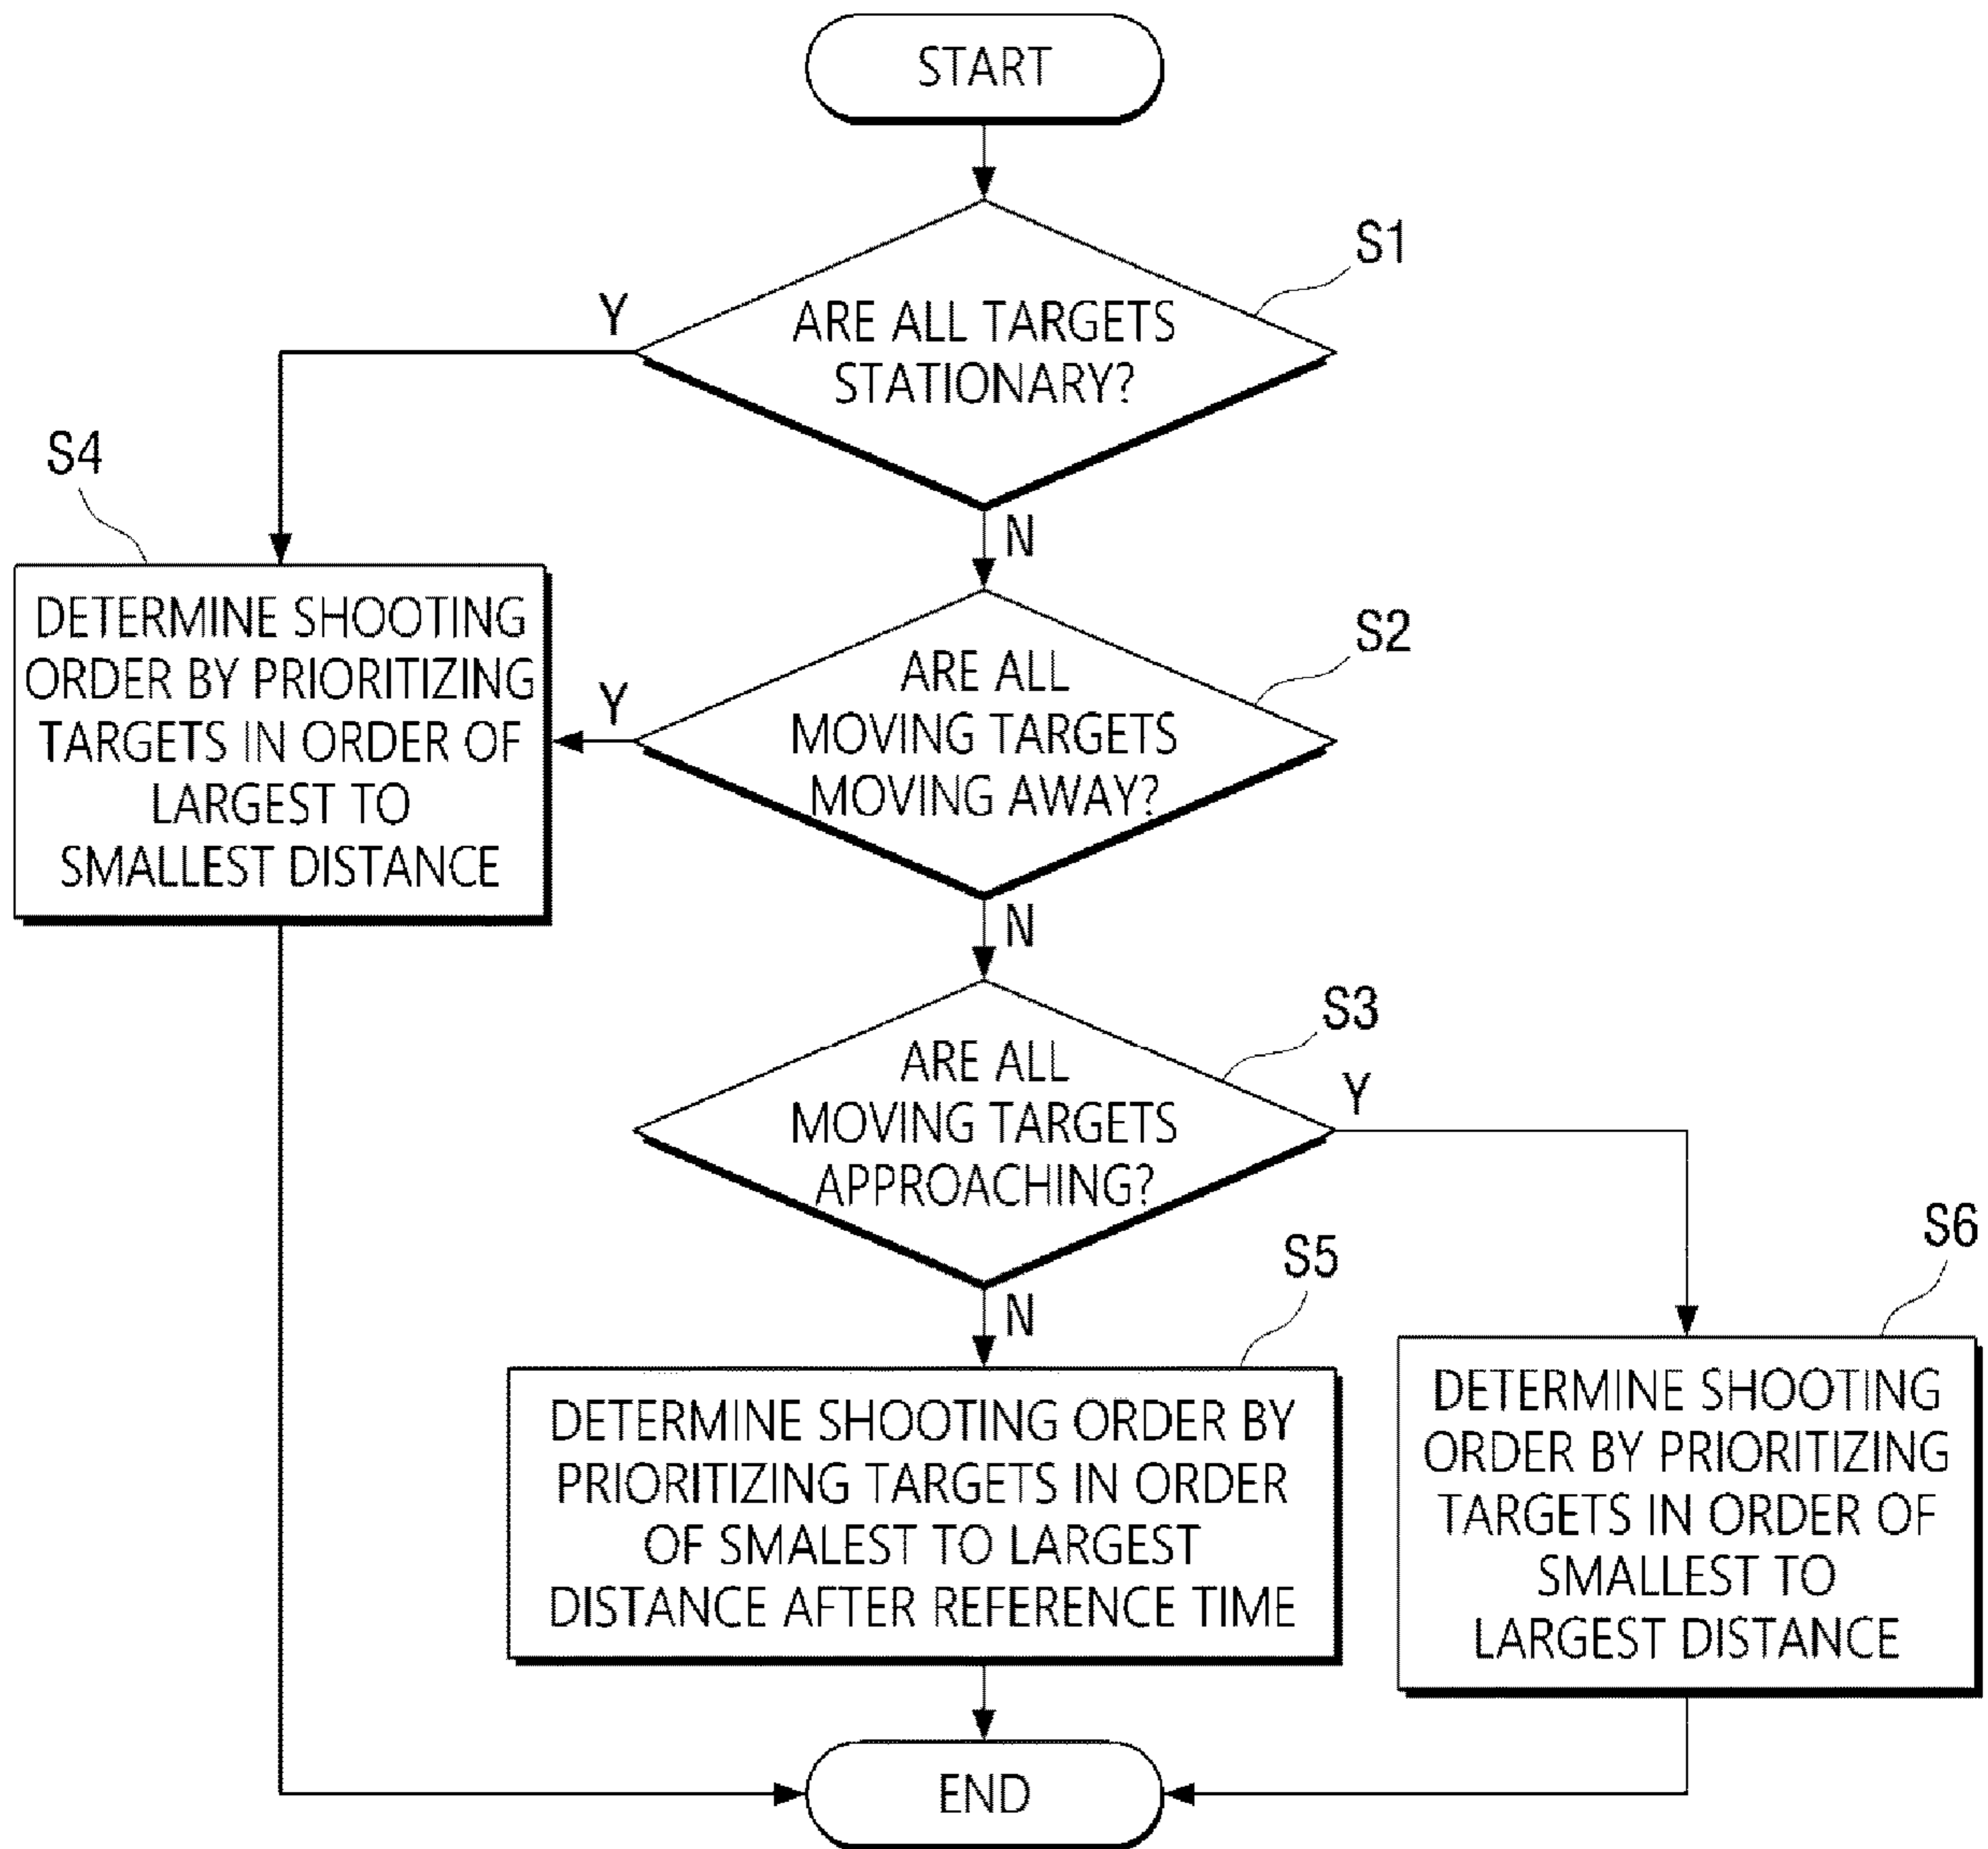 START
S1
ARE ALL TARGETS
STATIONARY?
Y
N
S4
DETERMINE SHOOTING
ORDER BY PRIORITIZING
TARGETS IN ORDER OF
LARGEST TO
SMALLEST DISTANCE
S2
ARE ALL
MOVING TARGETS
MOVING AWAY?
Y
N
S3
ARE ALL
MOVING TARGETS
APPROACHING?
Y
N
S5
DETERMINE SHOOTING ORDER BY
PRIORITIZING TARGETS IN ORDER
OF SMALEST TO LARGEST
DISTANCE AFTER REFERENCE TIME
S6
DETERMINE SHOOTING
ORDER BY PRIORITIZING
TARGETS IN ORDER OF
SMALLEST TO
LARGEST DISTANCE
END